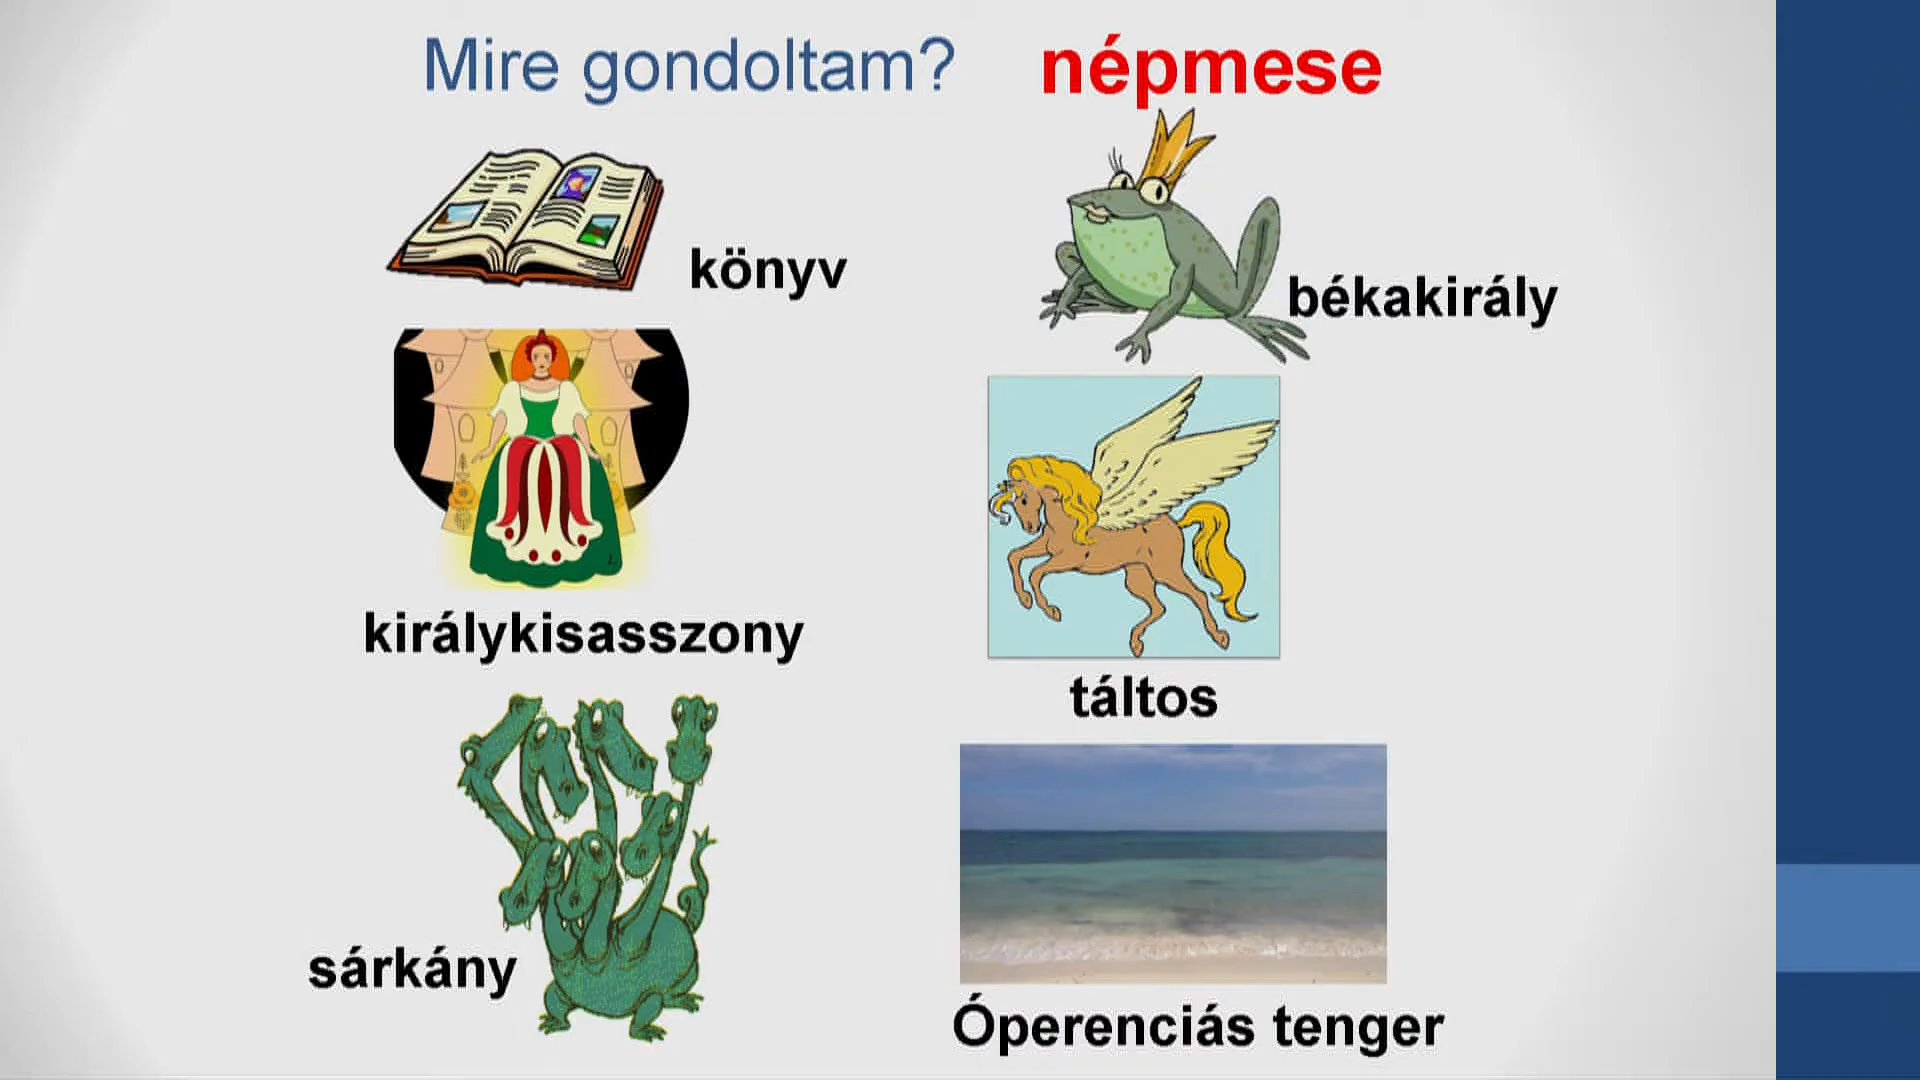 Mire gondoltam? népmese
könyv
békakirály
királykisasszony
táltos
sárkány
Óperenciás tenger